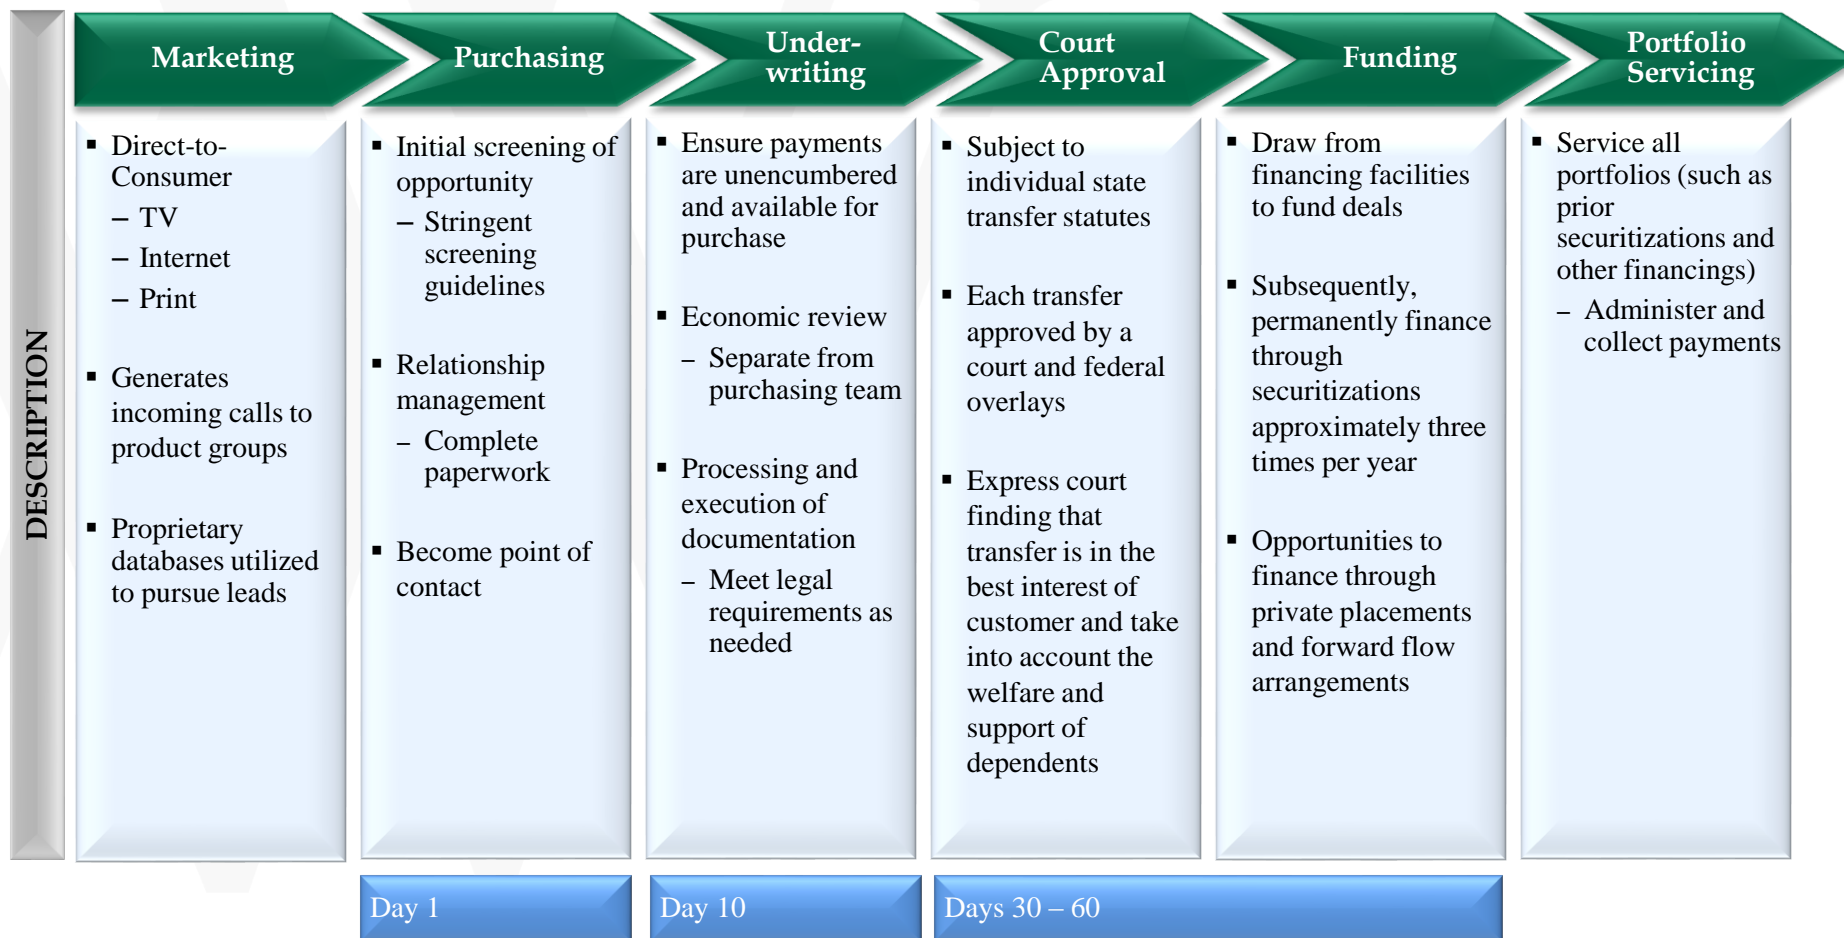 DESCRIPTION
Marketing
▪ Direct-to-
Consumer
– TV
– Internet
– Print
▪ Generates
incoming calls to
product groups
▪ Proprietary
databases utilized
to pursue leads
Purchasing
▪ Initial screening of
opportunity
– Stringent
screening
guidelines
▪ Relationship
management
– Complete
paperwork
▪ Become point of
contact
Day 1
Under-
writing
▪ Ensure payments
are unencumbered
and available for
purchase
▪ Economic review
– Separate from
purchasing team
▪ Processing and
execution of
documentation
– Meet legal
requirements as
needed
Day 10
Court
Approval
▪ Subject to
individual state
transfer statutes
▪ Each transfer
approved by a
court and federal
overlays
▪ Express court
finding that
transfer is in the
best interest of
customer and take
into account the
welfare and
support of
dependents
Days 30 – 60
Funding
▪ Draw from
financing facilities
to fund deals
▪ Subsequently,
permanently finance
through
securitizations
approximately three
times per year
▪ Opportunities to
finance through
private placements
and forward flow
arrangements
Portfolio
Servicing
▪ Service all
portfolios (such as
prior
securitizations and
other financings)
– Administer and
collect payments